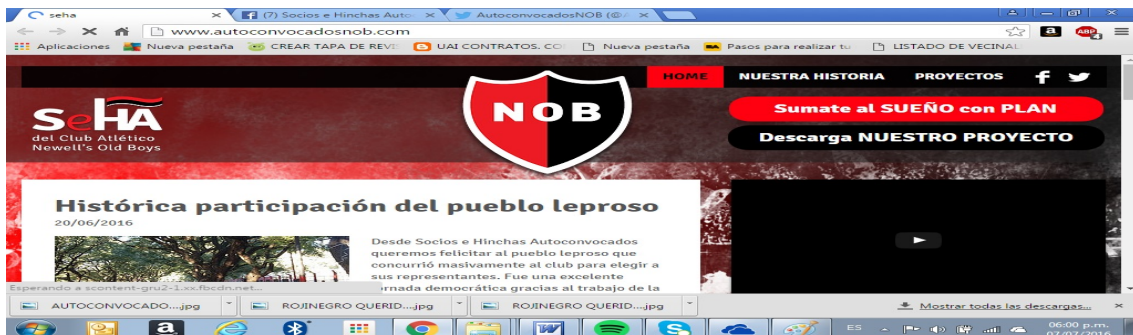 seha
(7) Socios e Hinchas Auto
AutoconvocadosNOB (@
www.autoconvocadosnob.com
Aplicaciones
Nueva pestaña
CREAR TAPA DE REVI
UAI CONTRATOS. CO
Nueva pestaña
Pasos para realizar tu
LISTADO DE VECINAL
ABP
HOME
NUESTRA HISTORIA
PROYECTOS
SeHA
del Club Atlético
Newell's Old Boys
NOB
Sumate al SUEÑO con PLAN
Descarga NUESTRO PROYECTO
Histórica participación del pueblo leproso
20/06/2016
Desde Socios e Hinchas Autoconvocados
queremos felicitar al pueblo leproso que
concurrió masivamente al club para elegir a
sus representantes. Fue una excelente
jornada democrática gracias al trabajo de la
Esperando a scontent-gru2-1.xx.fbcdn.net...
AUTOCONVOCADO....jpg
ROJINEGRO QUERID....jpg
ROJINEGRO QUERID....jpg
Mostrar todas las descargas...
ES
06:00 p.m.
07/07/2016